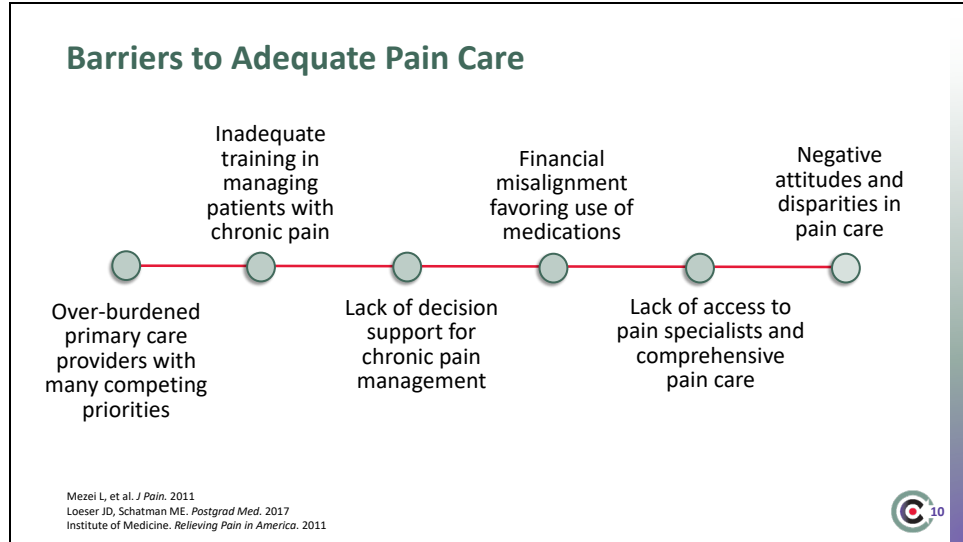 Barriers to Adequate Pain Care
Over-burdened
primary care
providers with
many competing
priorities
Inadequate
training in
managing
patients with
chronic pain
Lack of decision
support for
chronic pain
management
Financial
misalignment
favoring use of
medications
Lack of access to
pain specialists and
comprehensive
pain care
Negative
attitudes and
disparities in
pain care
Mezei L, et al. J Pain. 2011
Loeser JD, Schatman ME. Postgrad Med. 2017
Institute of Medicine. Relieving Pain in America. 2011
10